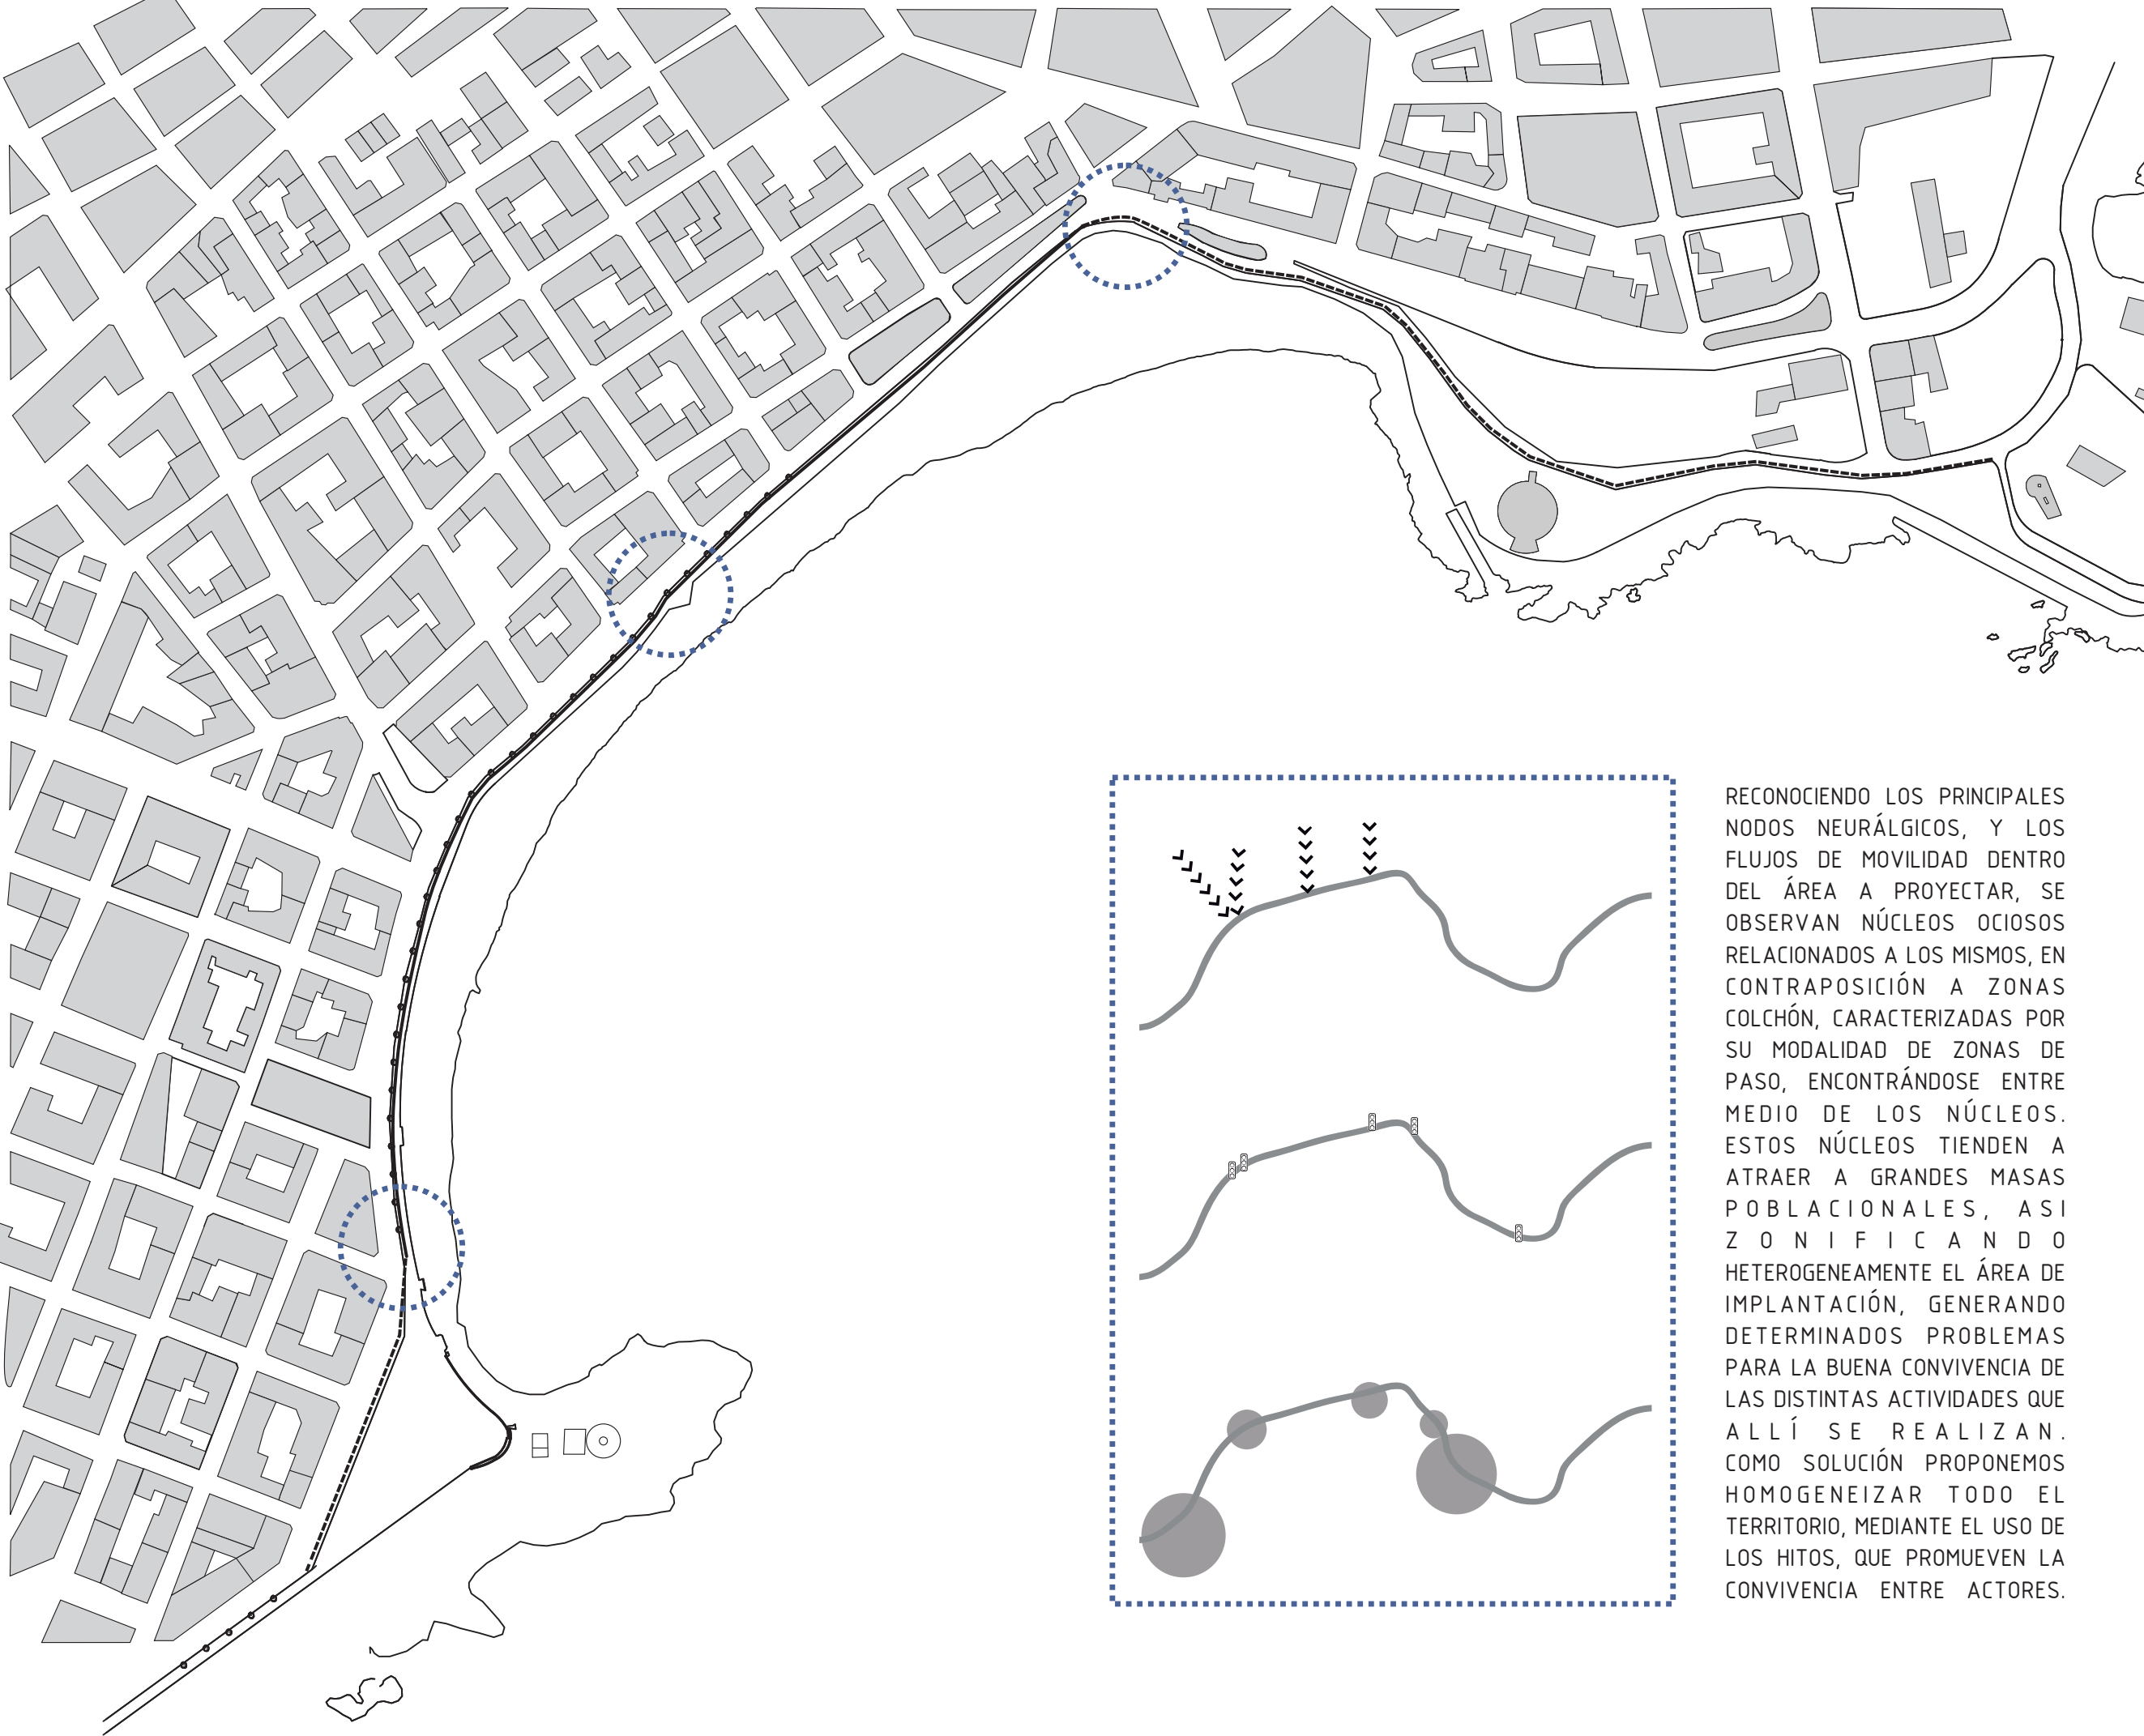 RECONOCIENDO LOS PRINCIPALES
NODOS NEURÁLGICOS, Y LOS
FLUJOS DE MOVILIDAD DENTRO
DEL ÁREA A PROYECTAR, SE
OBSERVAN NÚCLEOS OCIOSOS
RELACIONADOS A LOS MISMOS, EN
CONTRAPOSICIÓN A ZONAS
COLCHÓN, CARACTERIZADAS POR
SU MODALIDAD DE ZONAS DE
PASO, ENCONTRÁNDOSE ENTRE
MEDIO DE LOS NÚCLEOS.
ESTOS NÚCLEOS TIENDEN A
ATRAER A GRANDES MASAS
POBLACIONALES, ASI
ZONIFICANDO
HETEROGENEAMENTE EL ÁREA DE
IMPLANTACIÓN, GENERANDO
DETERMINADOS PROBLEMAS
PARA LA BUENA CONVIVENCIA DE
LAS DISTINTAS ACTIVIDADES QUE
ALLÍ SE REALIZAN.
COMO SOLUCIÓN PROPONEMOS
HOMOGENEIZAR TODO EL
TERRITORIO, MEDIANTE EL USO DE
LOS HITOS, QUE PROMUEVEN LA
CONVIVENCIA ENTRE ACTORES.